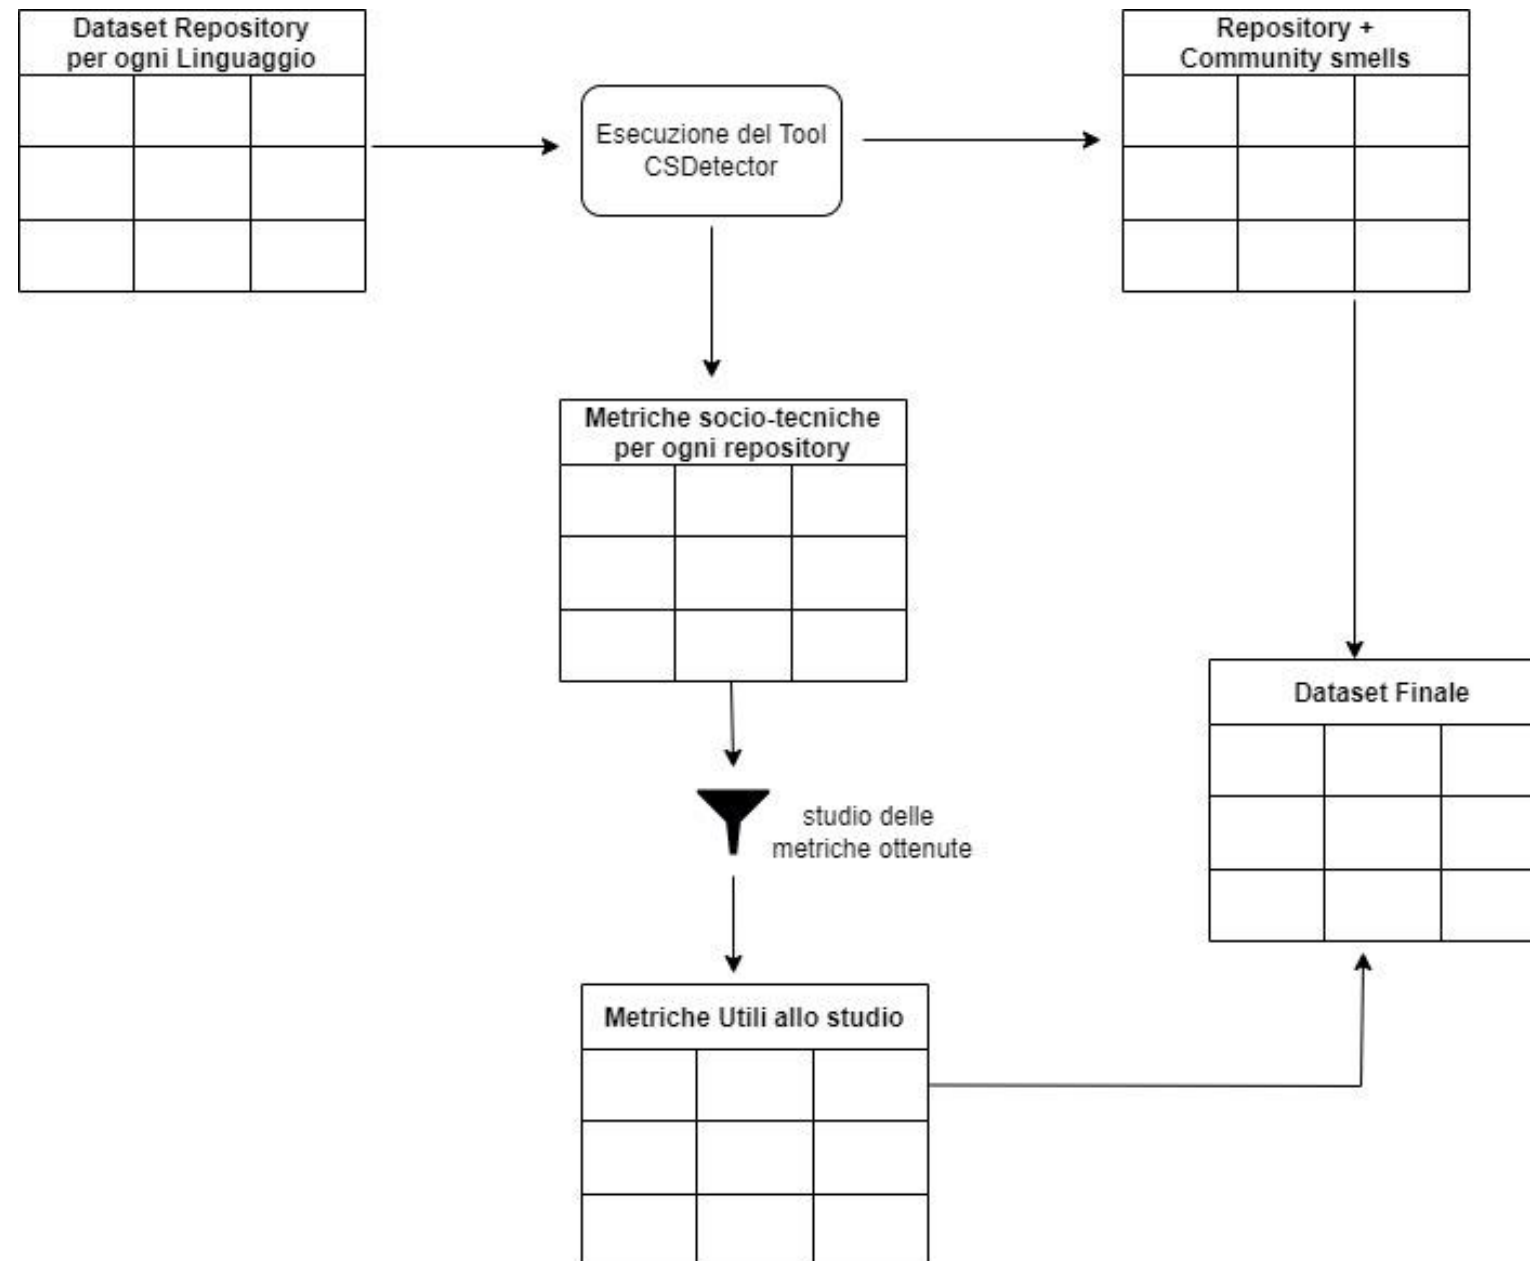 Dataset Repository
per ogni Linguaggio
Esecuzione del Tool
CSDetector
Repository +
Community smells
Metriche socio-tecniche
per ogni repository
studio delle
metriche ottenute
Dataset Finale
Metriche Utili allo studio